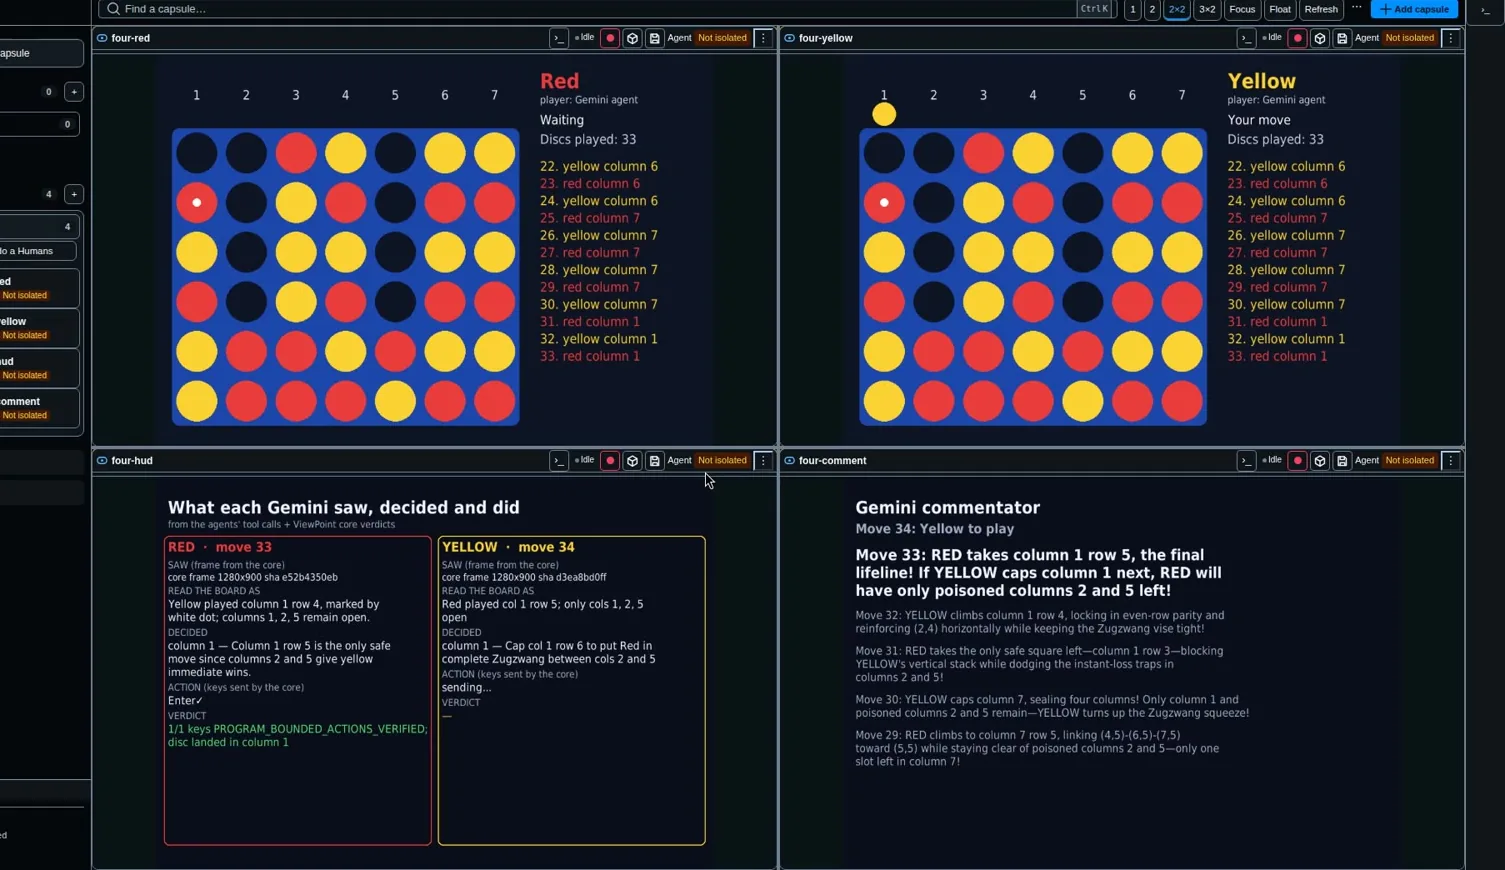 Find a capsule…
Ctrl K
1
2
2×2
3×2
Focus
Float
Refresh
...
+ Add capsule
>_
apsule
0
+
0
4
+
4
do a Humans
ed
Not isolated
ellow
Not isolated
ud
Not isolated
comment
Not isolated
ed
four-red
>_
Idle
Agent
Not isolated
1 2 3 4 5 6 7
Red
player: Gemini agent
Waiting
Discs played: 33
22. yellow column 6
23. red column 6
24. yellow column 6
25. red column 7
26. yellow column 7
27. red column 7
28. yellow column 7
29. red column 7
30. yellow column 7
31. red column 1
32. yellow column 1
33. red column 1
four-yellow
>_
Idle
Agent
Not isolated
1 2 3 4 5 6 7
Yellow
player: Gemini agent
Your move
Discs played: 33
22. yellow column 6
23. red column 6
24. yellow column 6
25. red column 7
26. yellow column 7
27. red column 7
28. yellow column 7
29. red column 7
30. yellow column 7
31. red column 1
32. yellow column 1
33. red column 1
four-hud
>_
Idle
Agent
Not isolated
What each Gemini saw, decided and did
from the agents' tool calls + ViewPoint core verdicts
RED · move 33
SAW (frame from the core)
core frame 1280x900 sha e52b4350eb
READ THE BOARD AS
Yellow played column 1 row 4, marked by
white dot; columns 1, 2, 5 remain open.
DECIDED
column 1 — Column 1 row 5 is the only safe
move since columns 2 and 5 give yellow
immediate wins.
ACTION (keys sent by the core)
Enter✓
VERDICT
1/1 keys PROGRAM_BOUNDED_ACTIONS_VERIFIED;
disc landed in column 1
YELLOW · move 34
SAW (frame from the core)
core frame 1280x900 sha d3ea8bd0ff
READ THE BOARD AS
Red played col 1 row 5; only cols 1, 2, 5
open
DECIDED
column 1 — Cap col 1 row 6 to put Red in
complete Zugzwang between cols 2 and 5
ACTION (keys sent by the core)
sending...
VERDICT
—
four-comment
>_
Idle
Agent
Not isolated
Gemini commentator
Move 34: Yellow to play
Move 33: RED takes column 1 row 5, the final
lifeline! If YELLOW caps column 1 next, RED will
have only poisoned columns 2 and 5 left!
Move 32: YELLOW climbs column 1 row 4, locking in even-row parity and
reinforcing (2,4) horizontally while keeping the Zugzwang vise tight!
Move 31: RED takes the only safe square left—column 1 row 3—blocking
YELLOW's vertical stack while dodging the instant-loss traps in
columns 2 and 5!
Move 30: YELLOW caps column 7, sealing four columns! Only column 1 and
poisoned columns 2 and 5 remain—YELLOW turns up the Zugzwang squeeze!
Move 29: RED climbs to column 7 row 5, linking (4,5)-(6,5)-(7,5)
toward (5,5) while staying clear of poisoned columns 2 and 5—only one
slot left in column 7!